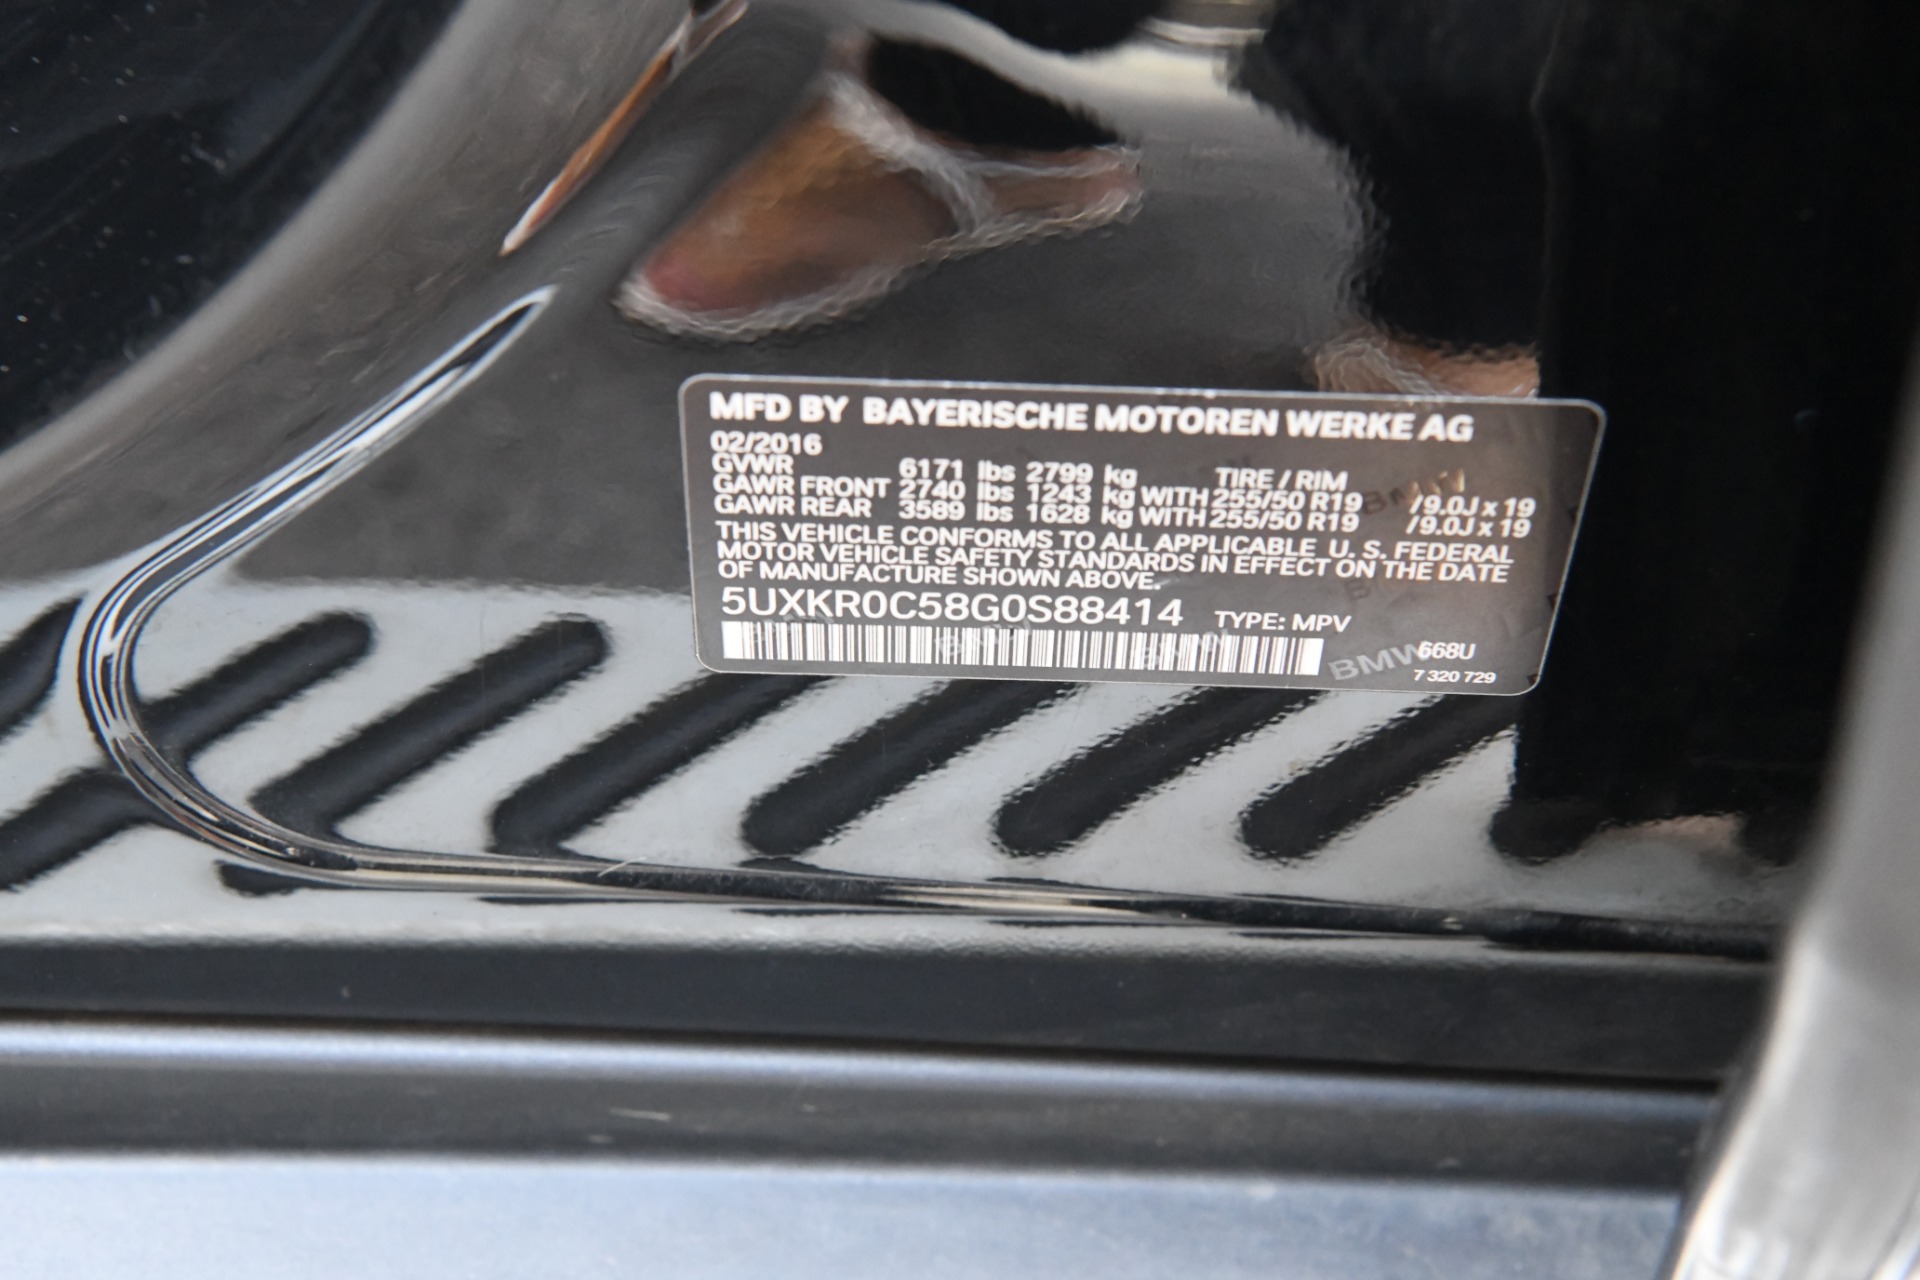 MFD BY BAYERISCHE MOTOREN WERKE AG
02/2016
GVWR 6171 lbs 2799 kg TIRE / RIM
GAWR FRONT 2740 lbs 1243 kg WITH 255/50 R19 / 9.0J x 19
GAWR REAR 3589 lbs 1628 kg WITH 255/50 R19 / 9.0J x 19
THIS VEHICLE CONFORMS TO ALL APPLICABLE U. S. FEDERAL
MOTOR VEHICLE SAFETY STANDARDS IN EFFECT ON THE DATE
OF MANUFACTURE SHOWN ABOVE.
5UXKR0C58G0S88414 TYPE: MPV
BMW 668U
7 320 729